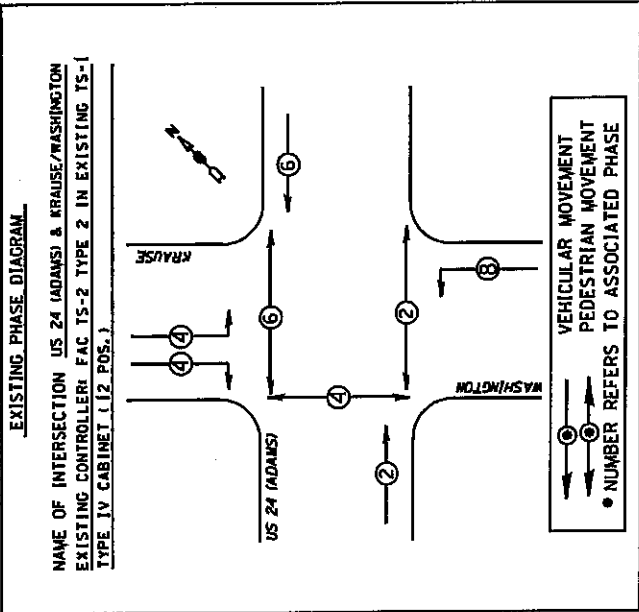 EXISTING PHASE DIAGRAM
NAME OF INTERSECTION US 24 (ADAMS) & KRAUSE/WASHINGTON
EXISTING CONTROLLER: FAC TS-2 TYPE 2 IN EXISTING TS-1
TYPE IV CABINET (12 POS.)
N
KRAUSE
4
4
6
6
US 24 (ADAMS)
4
2
2
8
WASHINGTON
VEHICULAR MOVEMENT
PEDESTRIAN MOVEMENT
* NUMBER REFERS TO ASSOCIATED PHASE